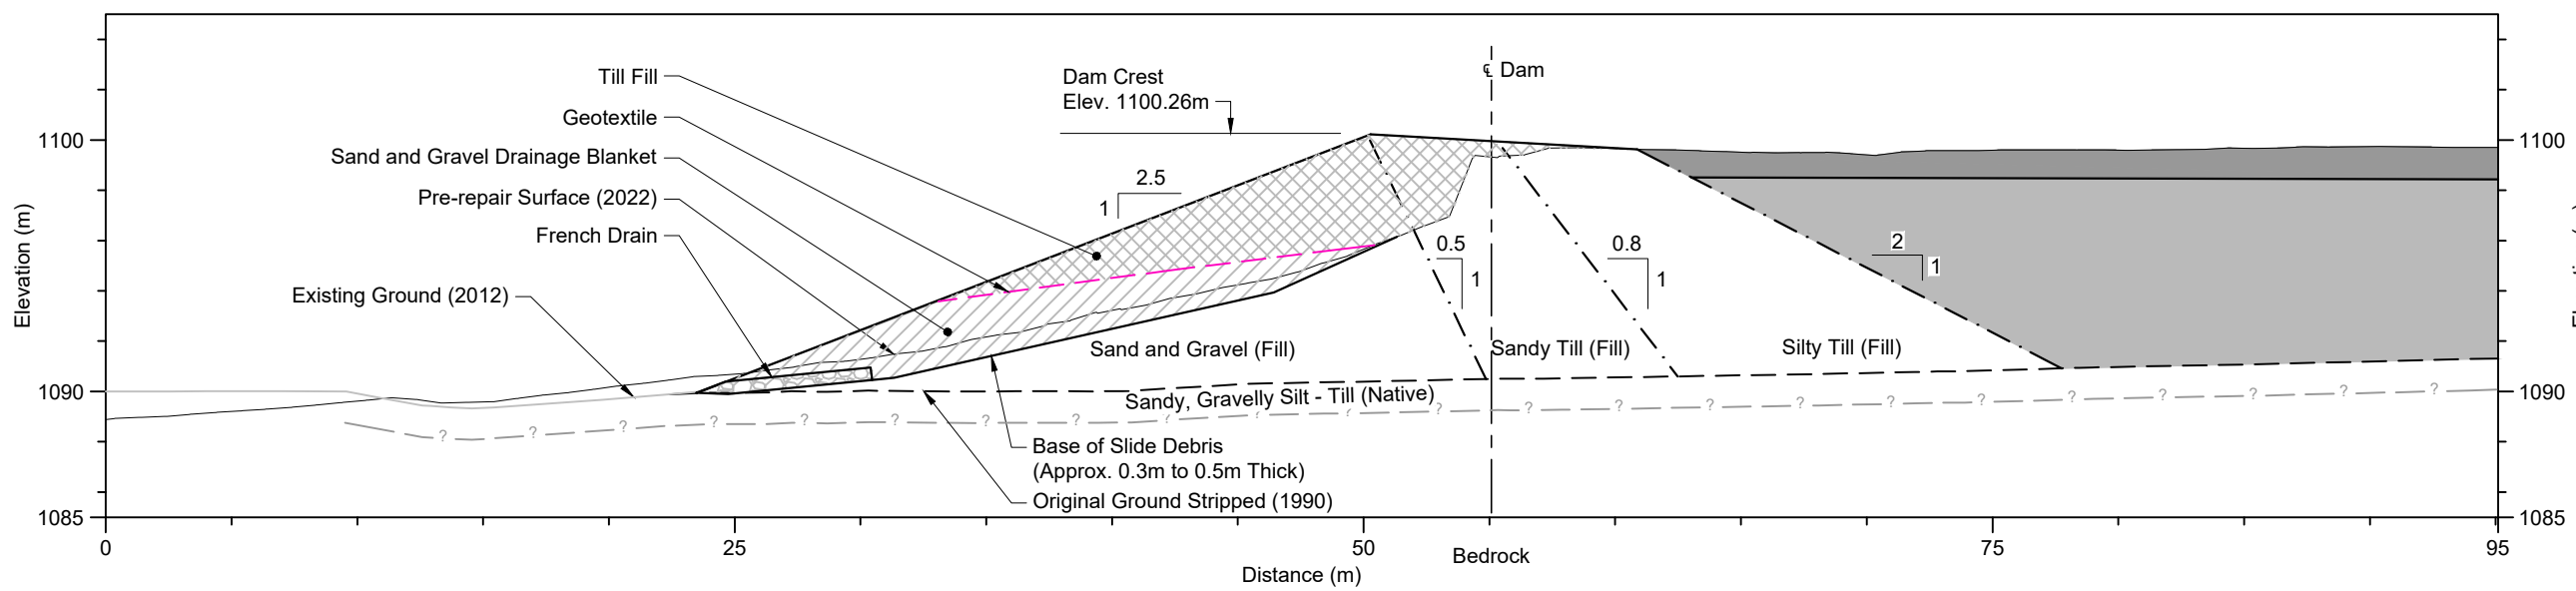 Till Fill
Geotextile
Sand and Gravel Drainage Blanket
Pre-repair Surface (2022)
French Drain
Existing Ground (2012)
Dam Crest
Elev. 1100.26m
℄ Dam
2.5
1
0.5
1
0.8
1
2
1
Sand and Gravel (Fill)
Sandy Till (Fill)
Silty Till (Fill)
Sandy, Gravelly Silt - Till (Native)
? ? ? ? ? ? ? ? ? ? ? ? ? ? ? ? ? ? ? ? ? ? ?
Base of Slide Debris
(Approx. 0.3m to 0.5m Thick)
Original Ground Stripped (1990)
Elevation (m)
1100
1090
1085
1100
1090
1085
0
25
50
75
95
Bedrock
Distance (m)